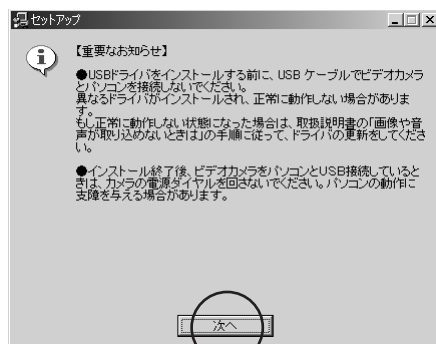 セットアップ
【重要なお知らせ】
●USBドライバをインストールする前に、USB ケーブルでビデオカメラ
とパソコンを接続しないでください。
異なるドライバがインストールされ、正常に動作しない場合がありま
す。
もし正常に動作しない状態になった場合は、取扱説明書の「画像や音
声が取り込めないときは」の手順に従って、ドライバの更新をしてくださ
い。
●インストール終了後、ビデオカメラをパソコンとUSB接続していると
きは、カメラの電源ダイヤルを回さないでください。パソコンの動作に
支障を与える場合があります。
次へ